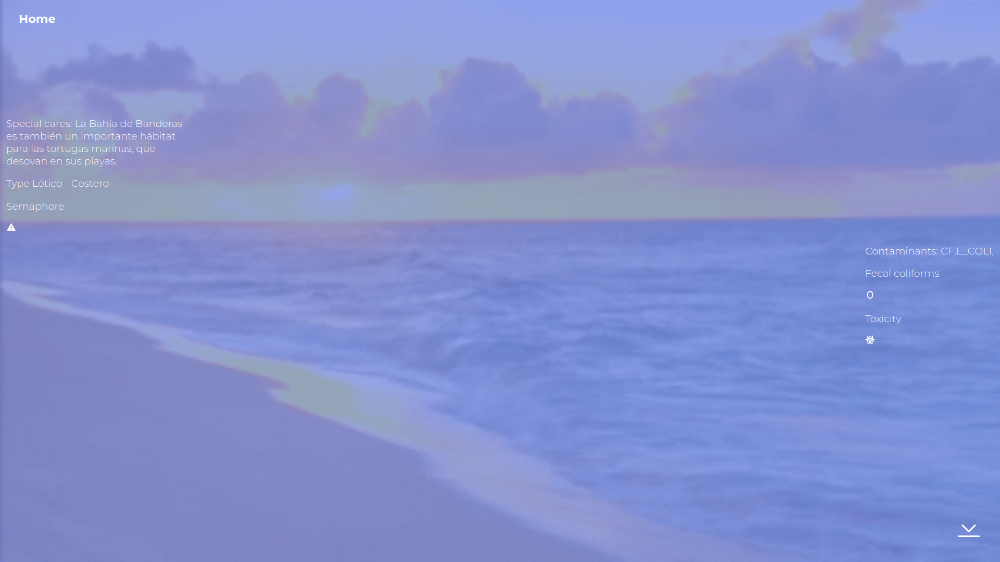 Home
Special cares: La Bahía de Banderas
es también un importante hábitat
para las tortugas marinas, que
desovan en sus playas.
Type Lótico - Costero
Semaphore
Contaminants: CF,E_COLI,
Fecal coliforms
0
Toxicity